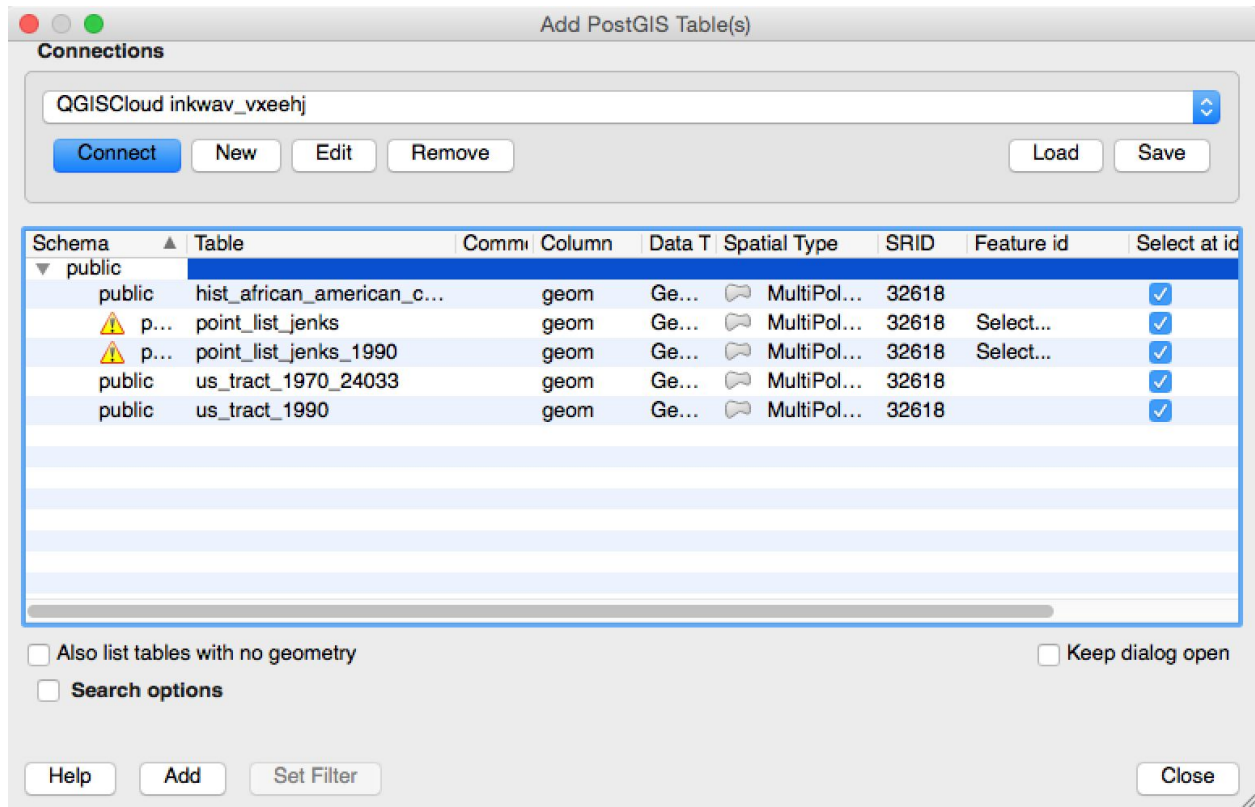 Add PostGIS Table(s)
Connections
QGISCloud inkwav_vxeehj
Connect New Edit Remove Load Save
Schema Table Comm Column Data T Spatial Type SRID Feature id Select at id
public
public hist_african_american_c... geom Ge... MultiPol... 32618
p... point_list_jenks Ge... MultiPol... 32618 Select...
p... point_list_jenks_1990 Ge... MultiPol... 32618 Select...
public us_tract_1970_24033 geom Ge... MultiPol... 32618
public us_tract_1990 geom Ge... MultiPol... 32618
Also list tables with no geometry Keep dialog open
Search options
Help Add Set Filter Close